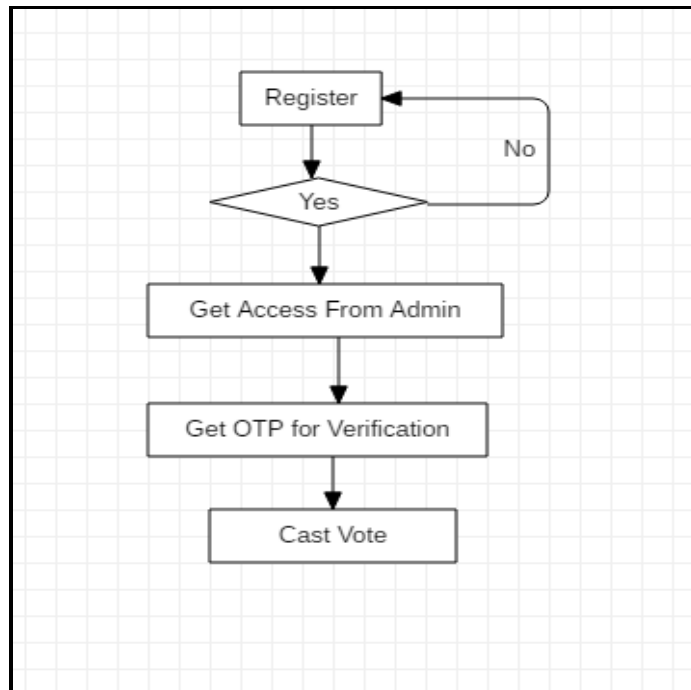 Register
No
Yes
Get Access From Admin
Get OTP for Verification
Cast Vote